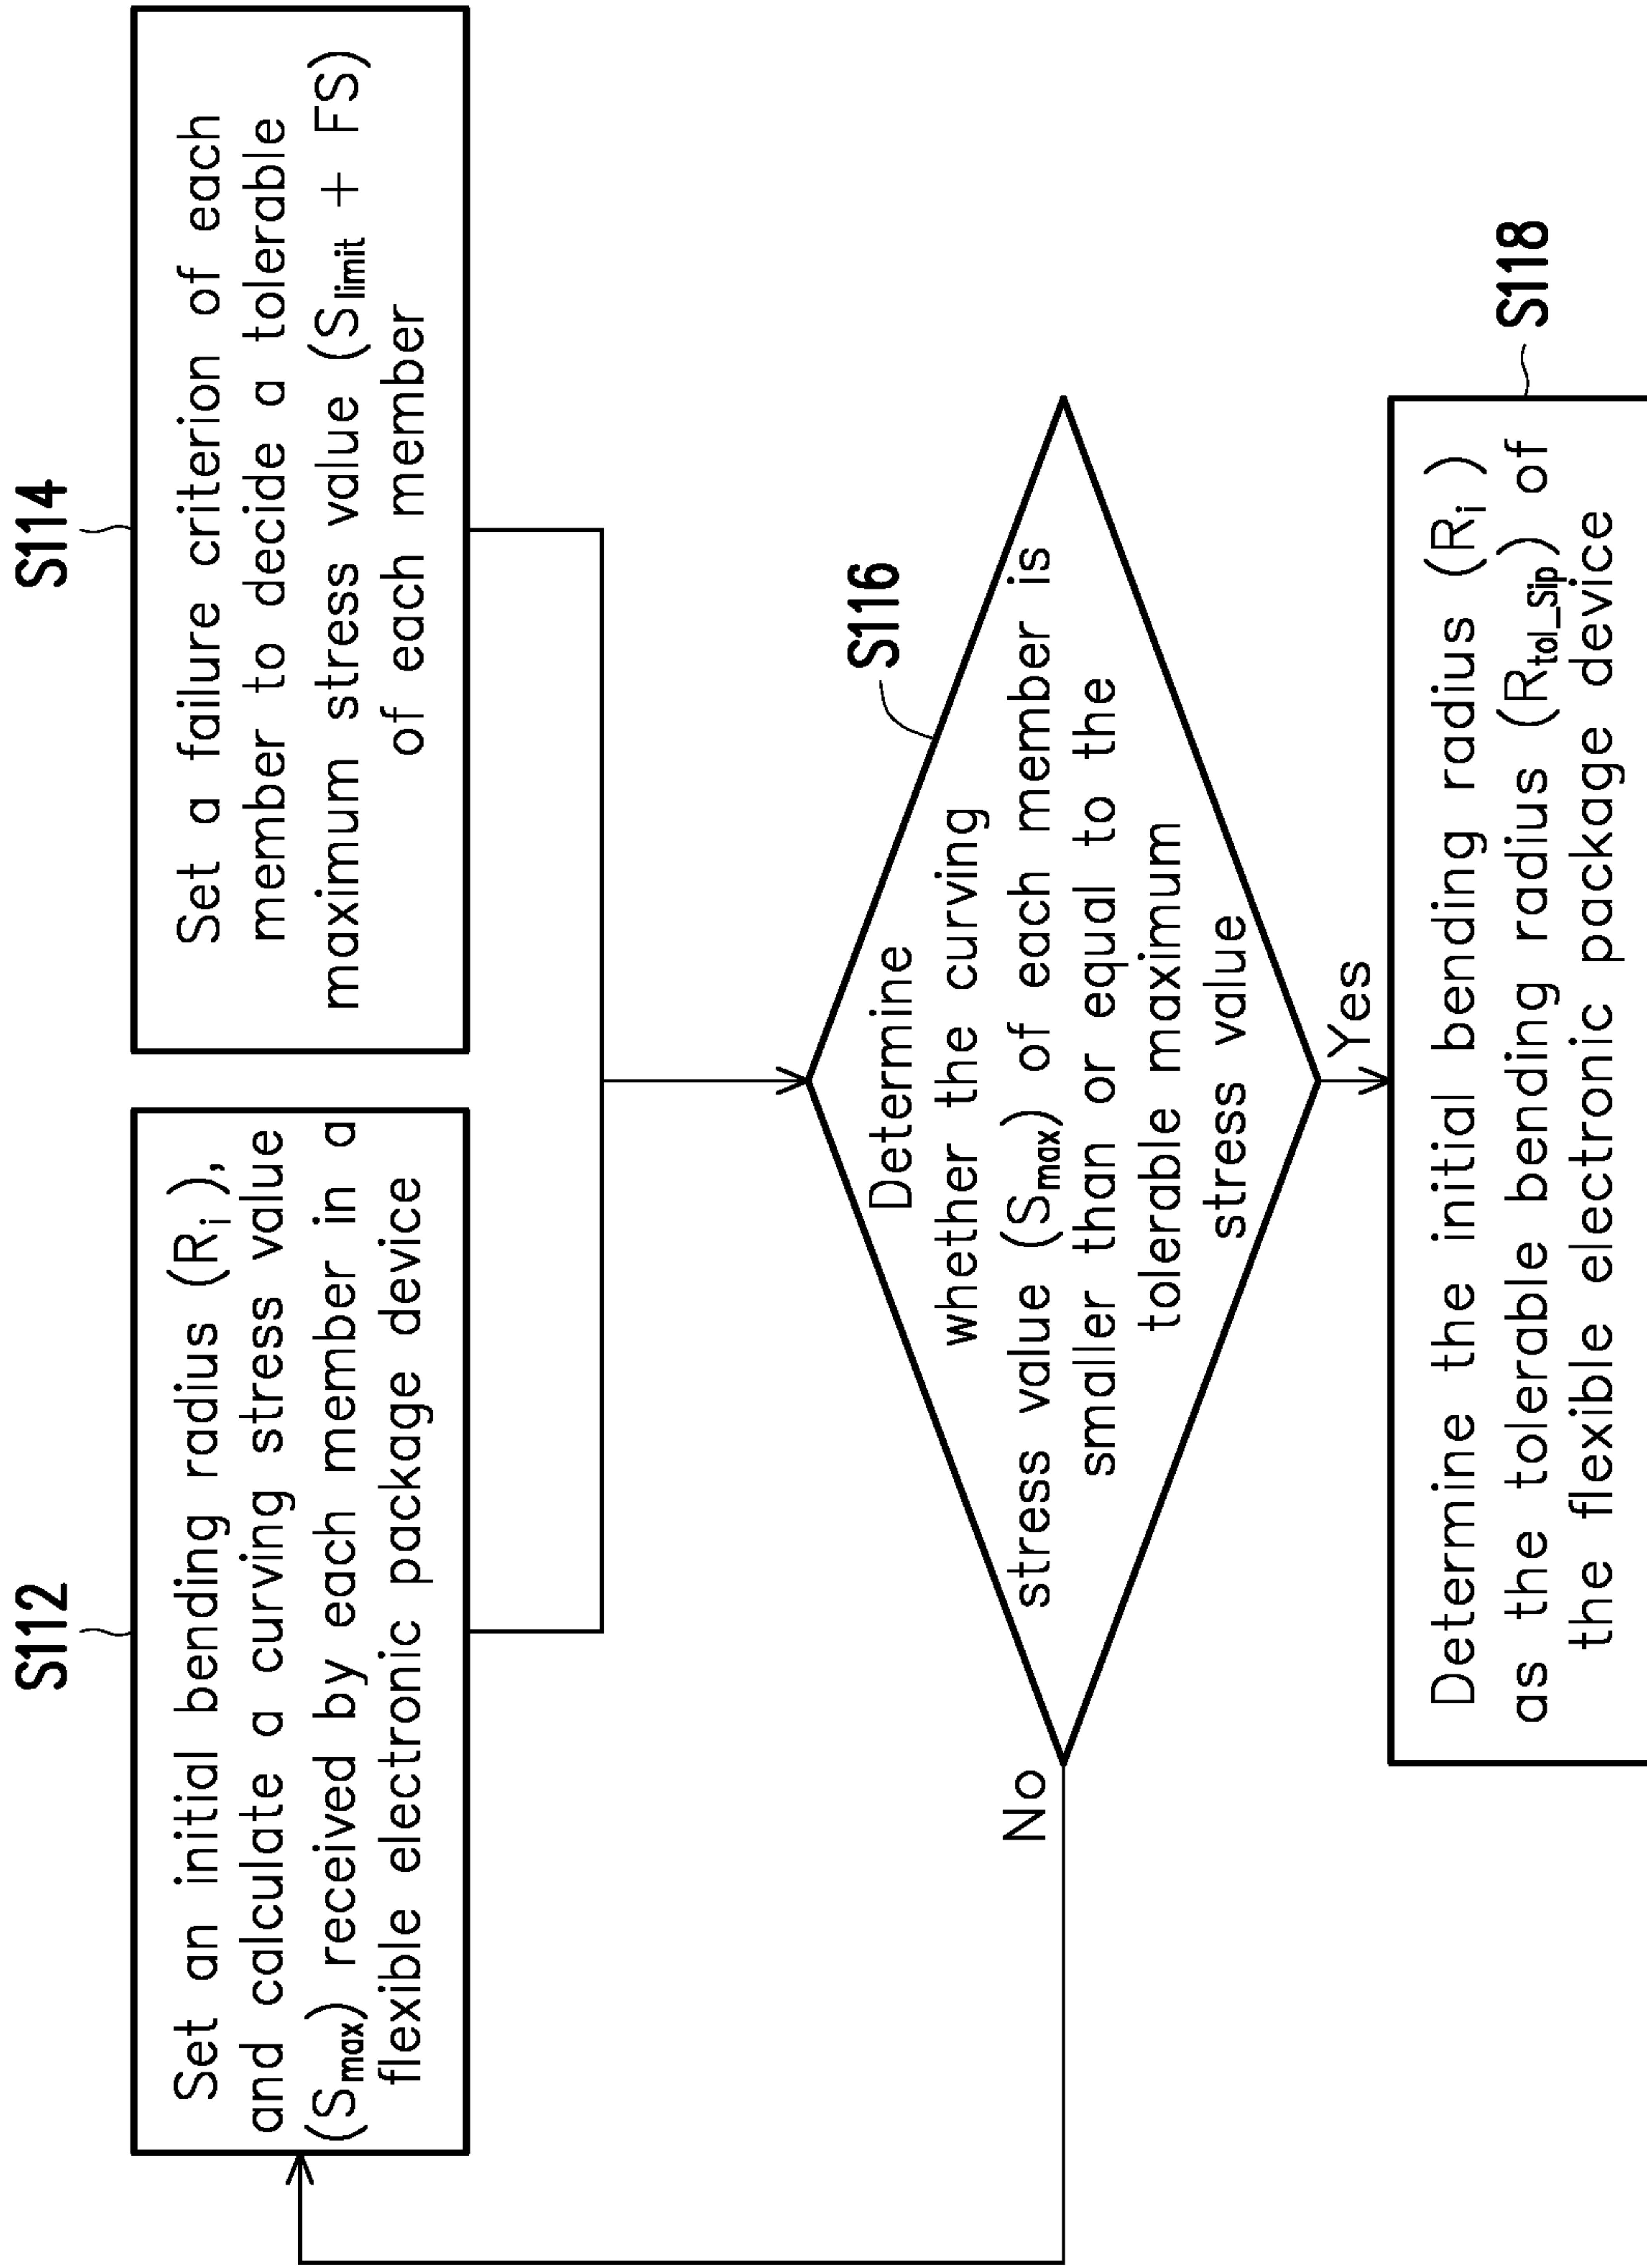 S112
Set an initial bending radius (Ri),
and calculate a curving stress value
(Smax) received by each member in a
flexible electronic package device
S114
Set a failure criterion of each
member to decide a tolerable
maximum stress value (Slimit + FS)
of each member
S116
Determine
whether the curving
stress value (Smax) of each member is
smaller than or equal to the
tolerable maximum
stress value
No
Yes
S118
Determine the initial bending radius (Ri)
as the tolerable bending radius (Rtol_Sip) of
the flexible electronic package device